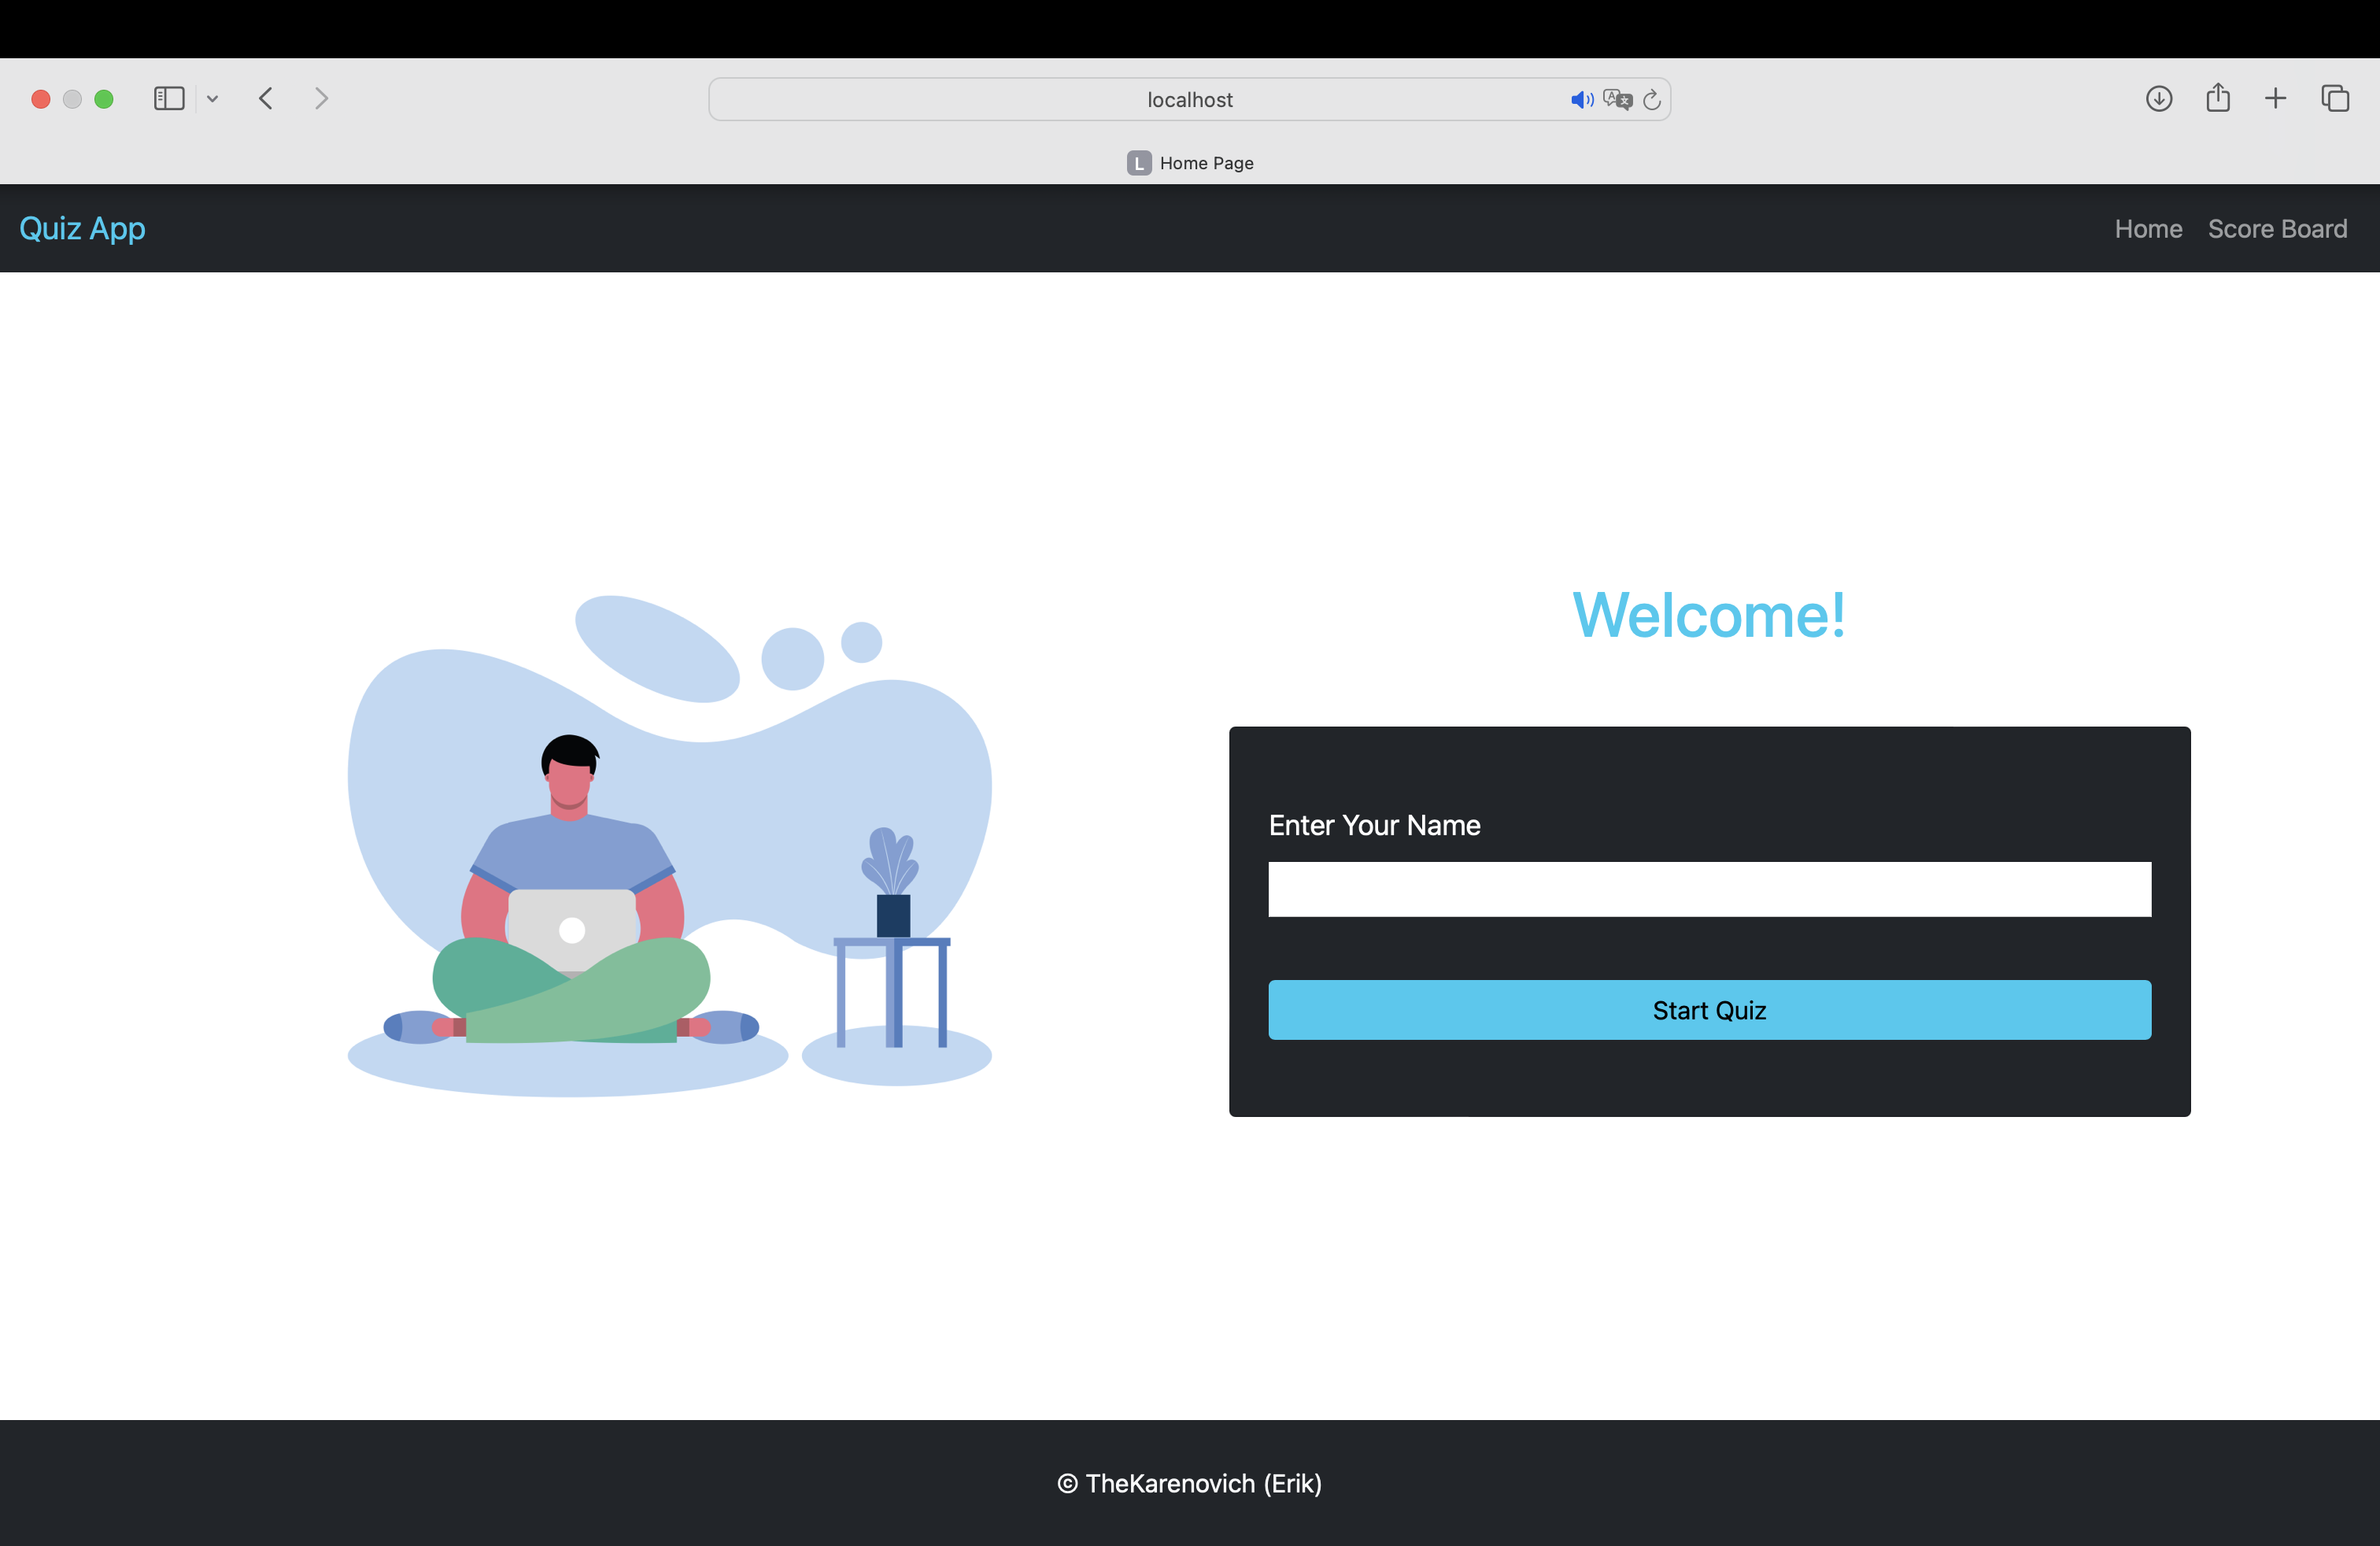 localhost
L Home Page
Quiz App
Home Score Board
Welcome!
Enter Your Name
Start Quiz
© TheKarenovich (Erik)